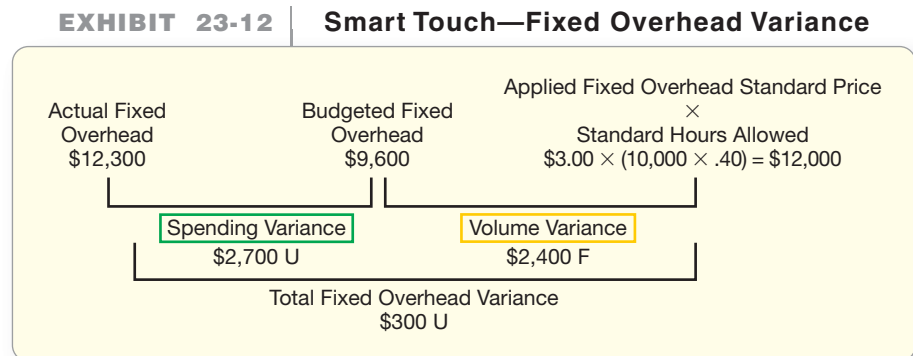 EXHIBIT 23-12 Smart Touch—Fixed Overhead Variance
Actual Fixed
Overhead
$12,300
Budgeted Fixed
Overhead
$9,600
Applied Fixed Overhead Standard Price
×
Standard Hours Allowed
$3.00 × (10,000 × .40) = $12,000
Spending Variance
$2,700 U
Volume Variance
$2,400 F
Total Fixed Overhead Variance
$300 U